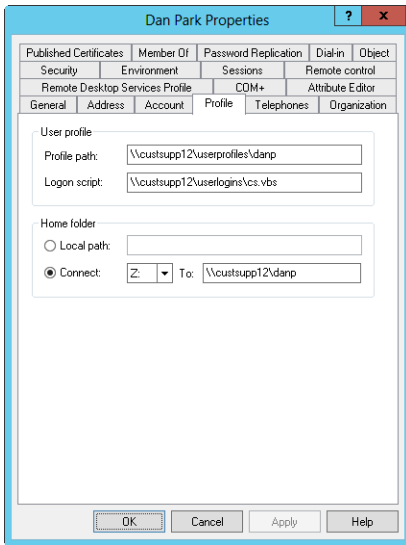 Dan Park Properties
? x
Published Certificates Member Of Password Replication Dial-in Object
Security Environment Sessions Remote control
Remote Desktop Services Profile COM+ Attribute Editor
General Address Account Profile Telephones Organization
User profile
Profile path: \\custsupp12\userprofiles\danp
Logon script: \\custsupp12\userlogins\cs.vbs
Home folder
Local path:
Connect: Z: To: \\custsupp12\danp
OK Cancel Apply Help